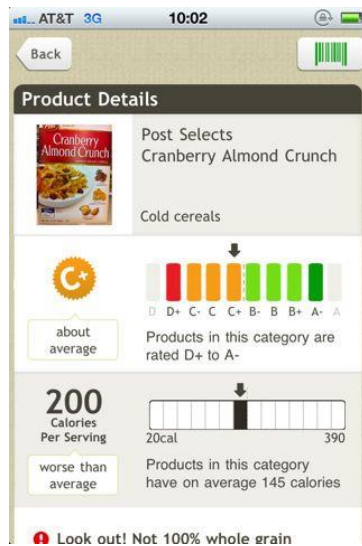 AT&T 3G 10:02
Back
Product Details
Cranberry
Almond Crunch
Post Selects
Cranberry Almond Crunch
Cold cereals
C+
about
average
D D+ C- C C+ B- B B+ A- A
Products in this category are
rated D+ to A-
200
Calories
Per Serving
20cal 390
worse than
average
Products in this category
have on average 145 calories
Look out! Not 100% whole grain